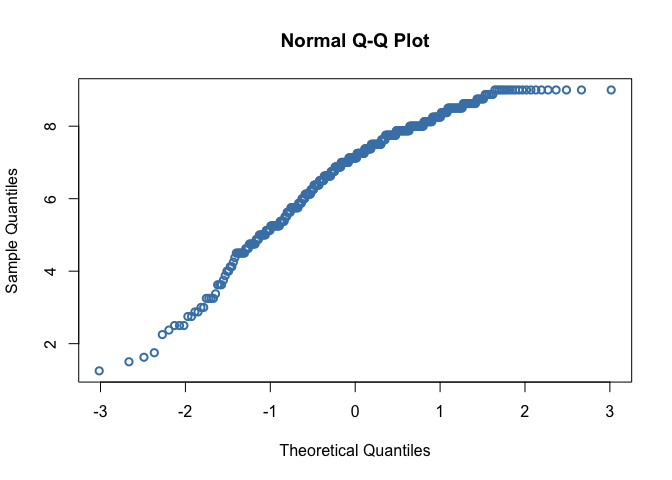 Normal Q-Q Plot
8
6
4
2
Sample Quantiles
-3 -2 -1 0 1 2 3
Theoretical Quantiles